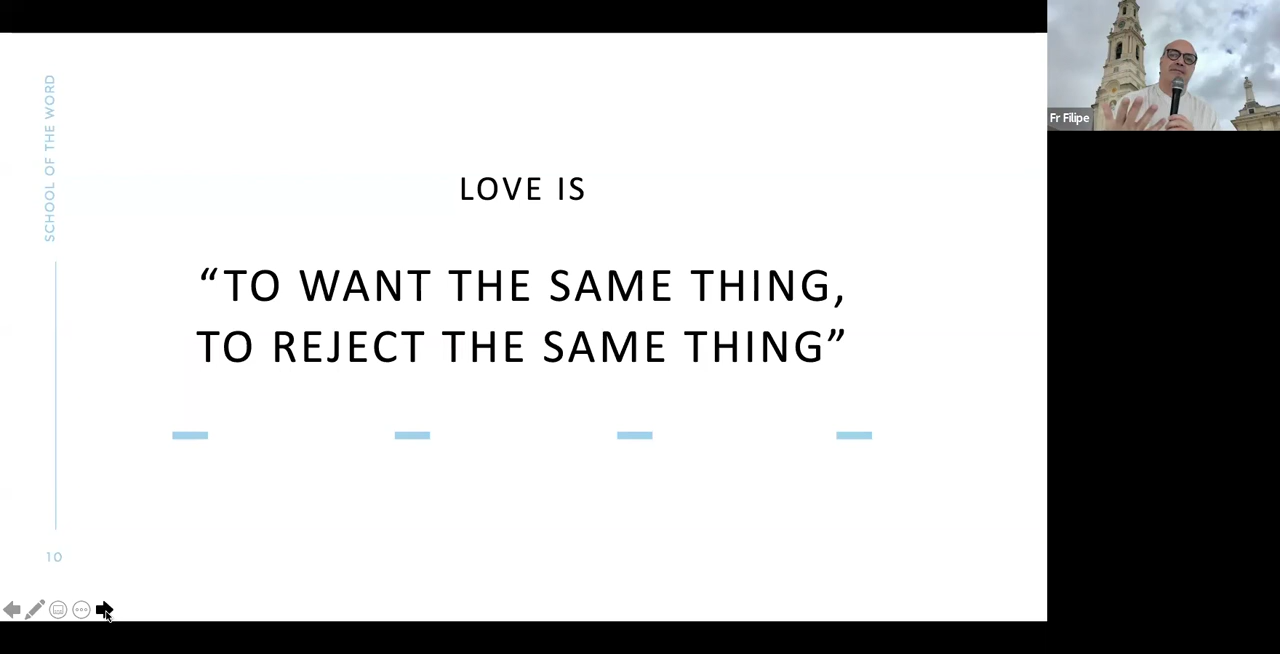 SCHOOL OF THE WORD
LOVE IS
“TO WANT THE SAME THING,
TO REJECT THE SAME THING”
10
Fr Filipe